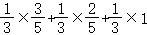 1/3 × 3/5 + 1/3 × 2/5 + 1/3 × 1